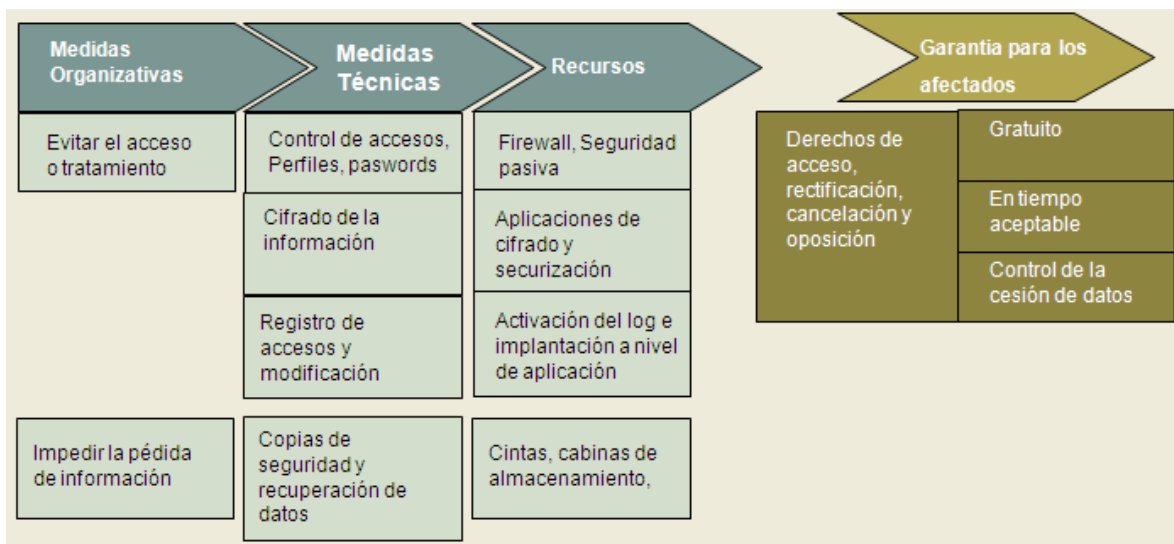 Medidas
Organizativas
Medidas
Técnicas
Recursos
Garantia para los
afectados
Evitar el acceso
o tratamiento
Control de accesos,
Perfiles, paswords
Firewall, Seguridad
pasiva
Cifrado de la
información
Aplicaciones de
cifrado y
securización
Registro de
accesos y
modificación
Activación del log e
implantación a nivel
de aplicación
Impedir la pédida
de información
Copias de
seguridad y
recuperación de
datos
Cintas, cabinas de
almacenamiento,
Derechos de
acceso,
rectificación,
cancelación y
oposición
Gratuito
En tiempo
aceptable
Control de la
cesión de datos